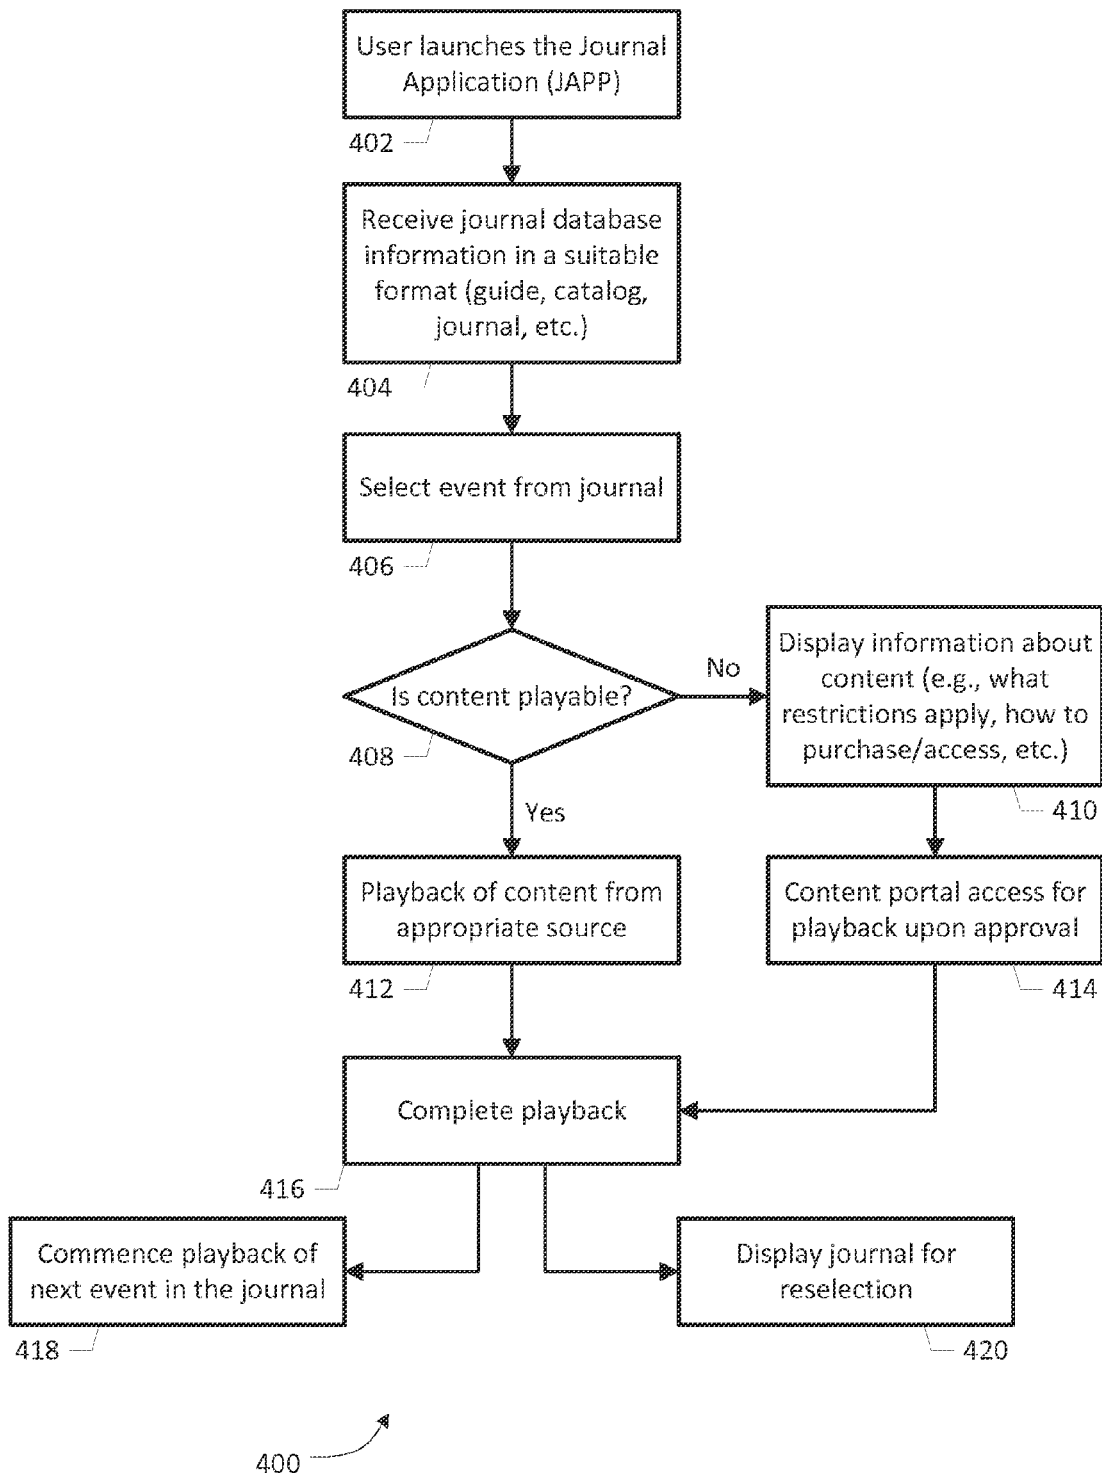 User launches the Journal
Application (JAPP)
402
Receive journal database
information in a suitable
format (guide, catalog,
journal, etc.)
404
Select event from journal
406
Is content playable?
408
No
Display information about
content (e.g., what
restrictions apply, how to
purchase/access, etc.)
410
Yes
Playback of content from
appropriate source
412
Content portal access for
playback upon approval
414
Complete playback
416
Commence playback of
next event in the journal
418
Display journal for
reselection
420
400